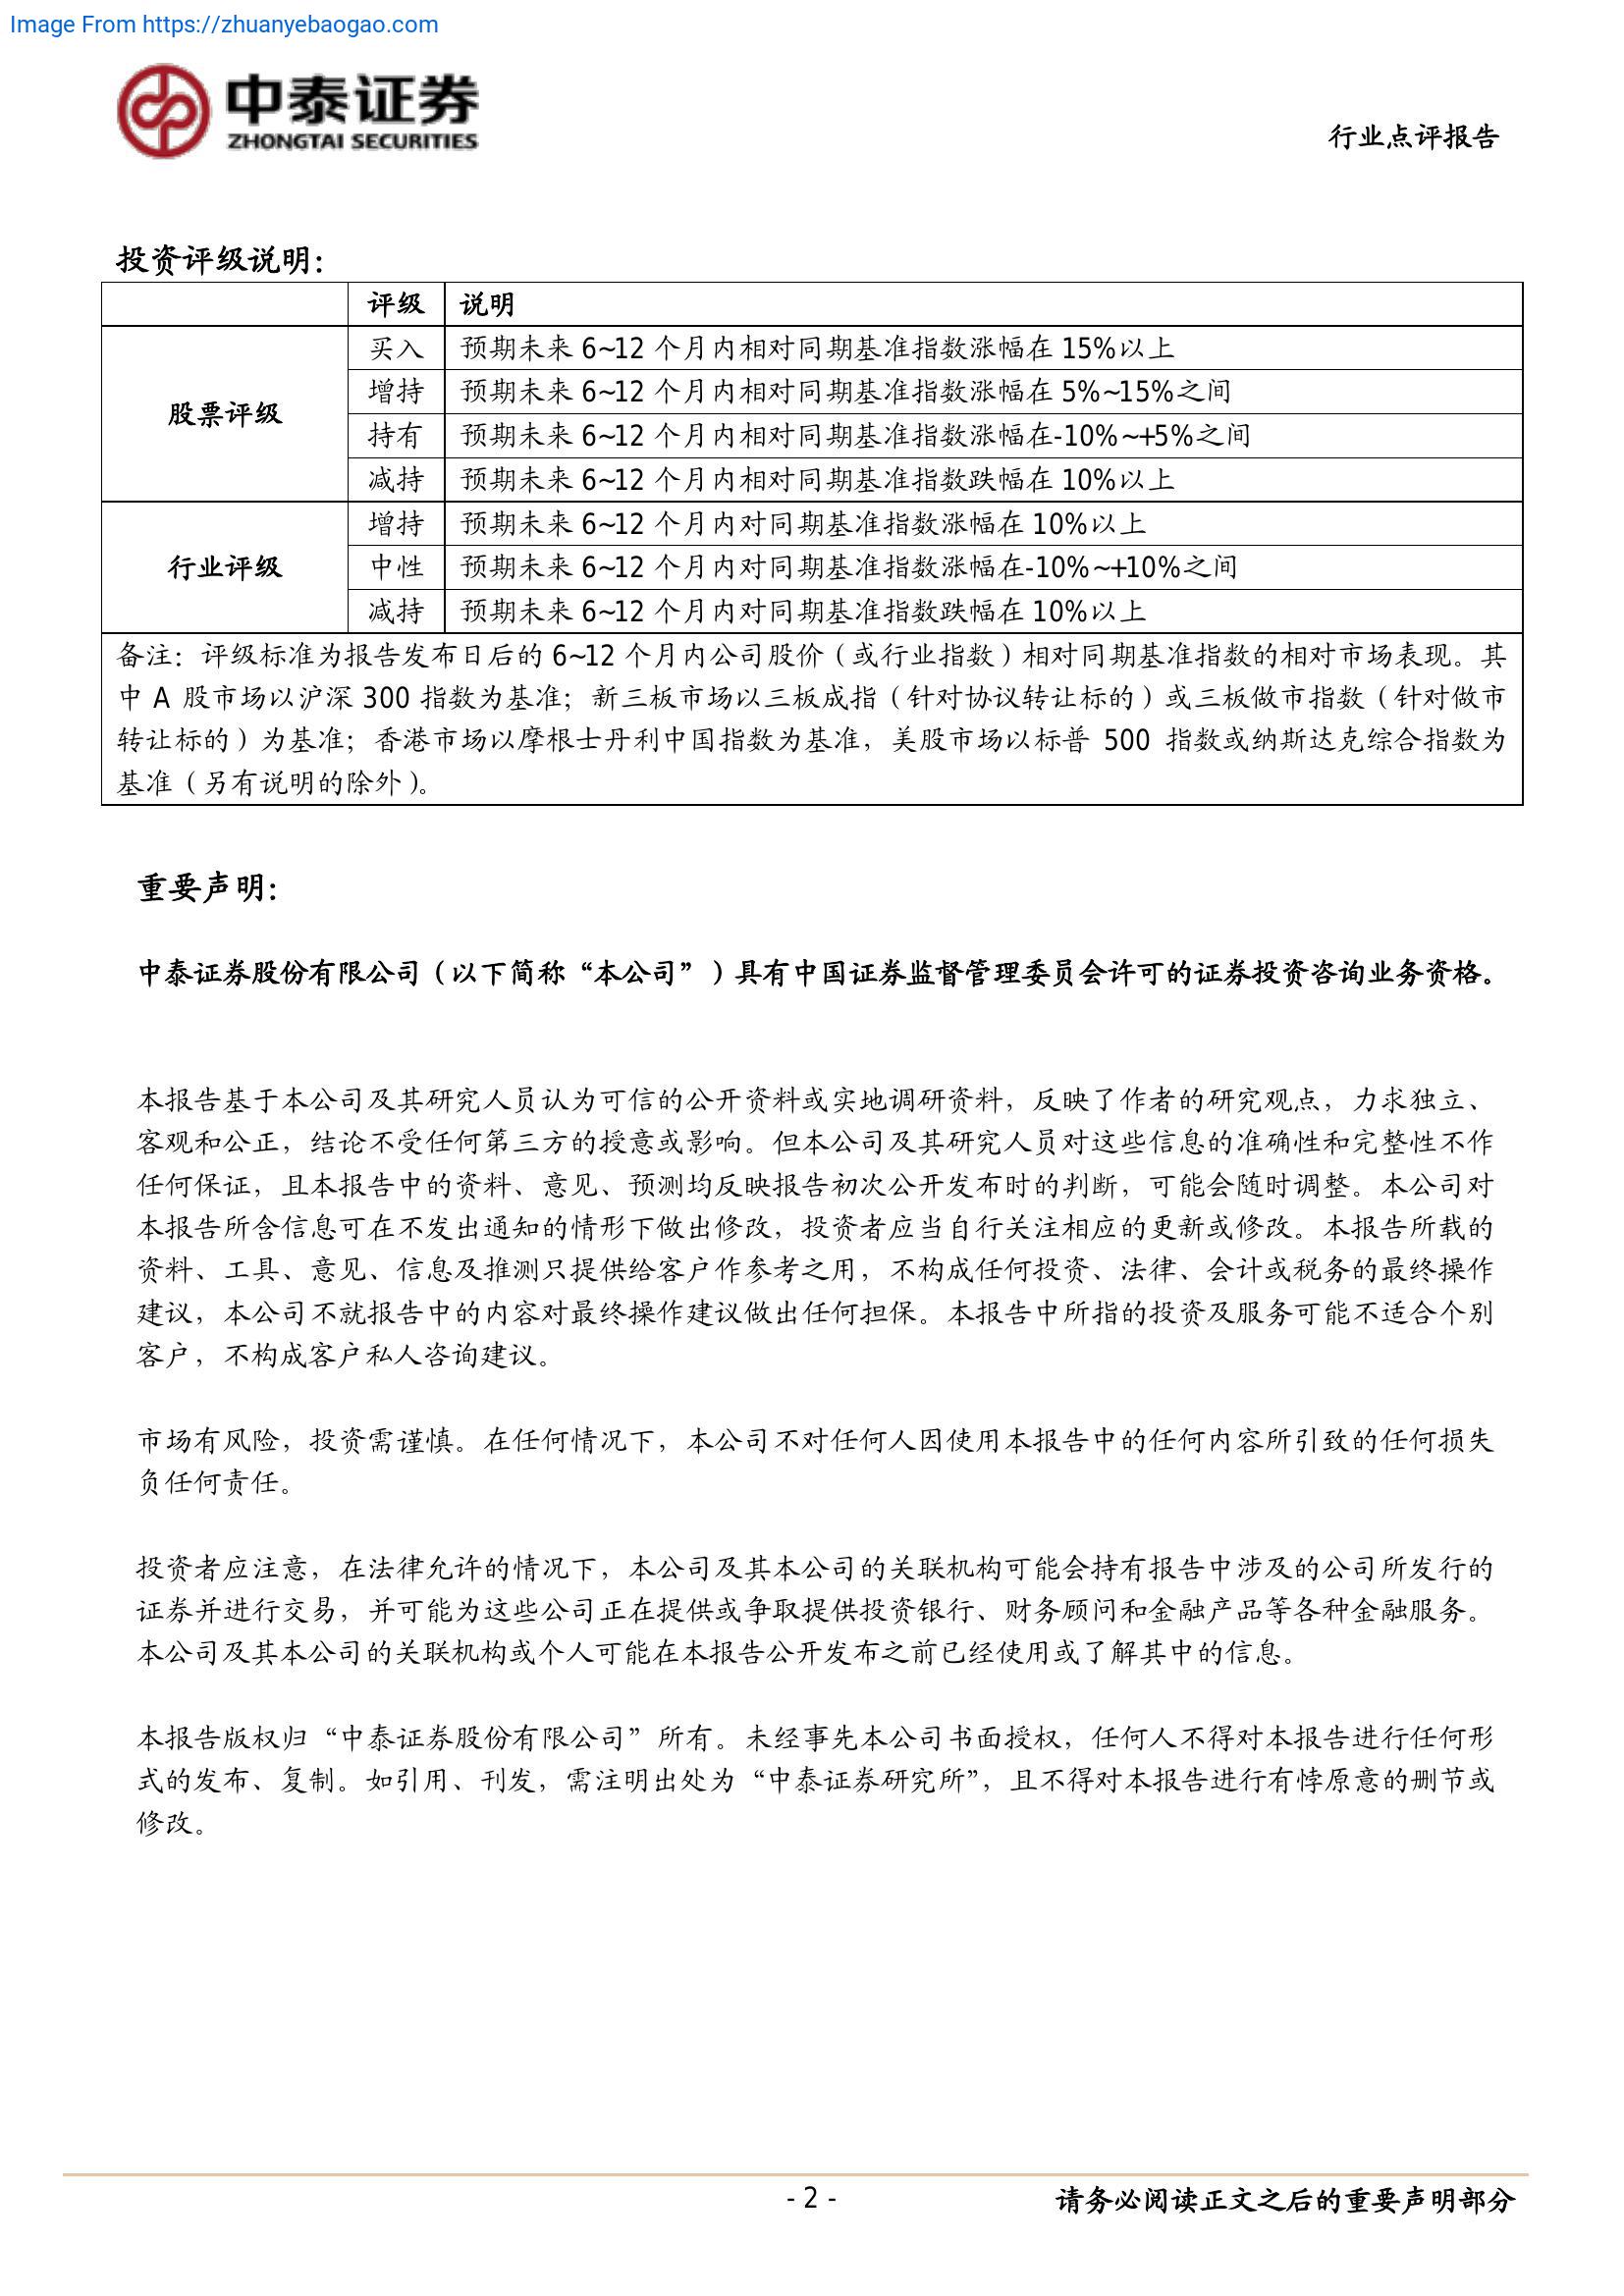 Image From https://zhuanyebaogao.com
中泰证券
ZHONGTAI SECURITIES
行业点评报告
投资评级说明：
评级 说明
股票评级
买入 预期未来 6~12 个月内相对同期基准指数涨幅在 15%以上
增持 预期未来 6~12 个月内相对同期基准指数涨幅在 5%~15%之间
持有 预期未来 6~12 个月内相对同期基准指数涨幅在-10%~+5%之间
减持 预期未来 6~12 个月内相对同期基准指数跌幅在 10%以上
行业评级
增持 预期未来 6~12 个月内对同期基准指数涨幅在 10%以上
中性 预期未来 6~12 个月内对同期基准指数涨幅在-10%~+10%之间
减持 预期未来 6~12 个月内对同期基准指数跌幅在 10%以上
备注：评级标准为报告发布日后的 6~12 个月内公司股价（或行业指数）相对同期基准指数的相对市场表现。其
中 A 股市场以沪深 300 指数为基准；新三板市场以三板成指（针对协议转让标的）或三板做市指数（针对做市
转让标的）为基准；香港市场以摩根士丹利中国指数为基准，美股市场以标普 500 指数或纳斯达克综合指数为
基准（另有说明的除外）。
重要声明：
中泰证券股份有限公司（以下简称“本公司”）具有中国证券监督管理委员会许可的证券投资咨询业务资格。
本报告基于本公司及其研究人员认为可信的公开资料或实地调研资料，反映了作者的研究观点，力求独立、
客观和公正，结论不受任何第三方的授意或影响。但本公司及其研究人员对这些信息的准确性和完整性不作
任何保证，且本报告中的资料、意见、预测均反映报告初次公开发布时的判断，可能会随时调整。本公司对
本报告所含信息可在不发出通知的情形下做出修改，投资者应当自行关注相应的更新或修改。本报告所载的
资料、工具、意见、信息及推测只提供给客户作参考之用，不构成任何投资、法律、会计或税务的最终操作
建议，本公司不就报告中的内容对最终操作建议做出任何担保。本报告中所指的投资及服务可能不适合个别
客户，不构成客户私人咨询建议。
市场有风险，投资需谨慎。在任何情况下，本公司不对任何人因使用本报告中的任何内容所引致的任何损失
负任何责任。
投资者应注意，在法律允许的情况下，本公司及其本公司的关联机构可能会持有报告中涉及的公司所发行的
证券并进行交易，并可能为这些公司正在提供或争取提供投资银行、财务顾问和金融产品等各种金融服务。
本公司及其本公司的关联机构或个人可能在本报告公开发布之前已经使用或了解其中的信息。
本报告版权归“中泰证券股份有限公司”所有。未经事先本公司书面授权，任何人不得对本报告进行任何形
式的发布、复制。如引用、刊发，需注明出处为“中泰证券研究所”，且不得对本报告进行有悖原意的删节或
修改。
- 2 -
请务必阅读正文之后的重要声明部分